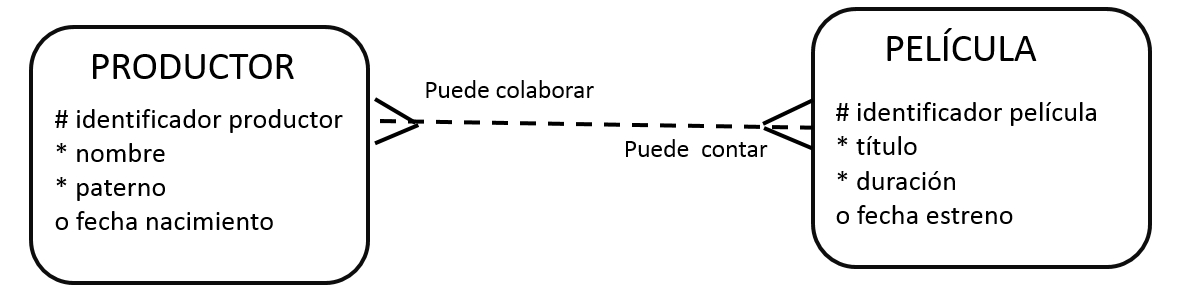 PRODUCTOR
# identificador productor
* nombre
* paterno
o fecha nacimiento
Puede colaborar
Puede contar
PELÍCULA
# identificador película
* título
* duración
o fecha estreno